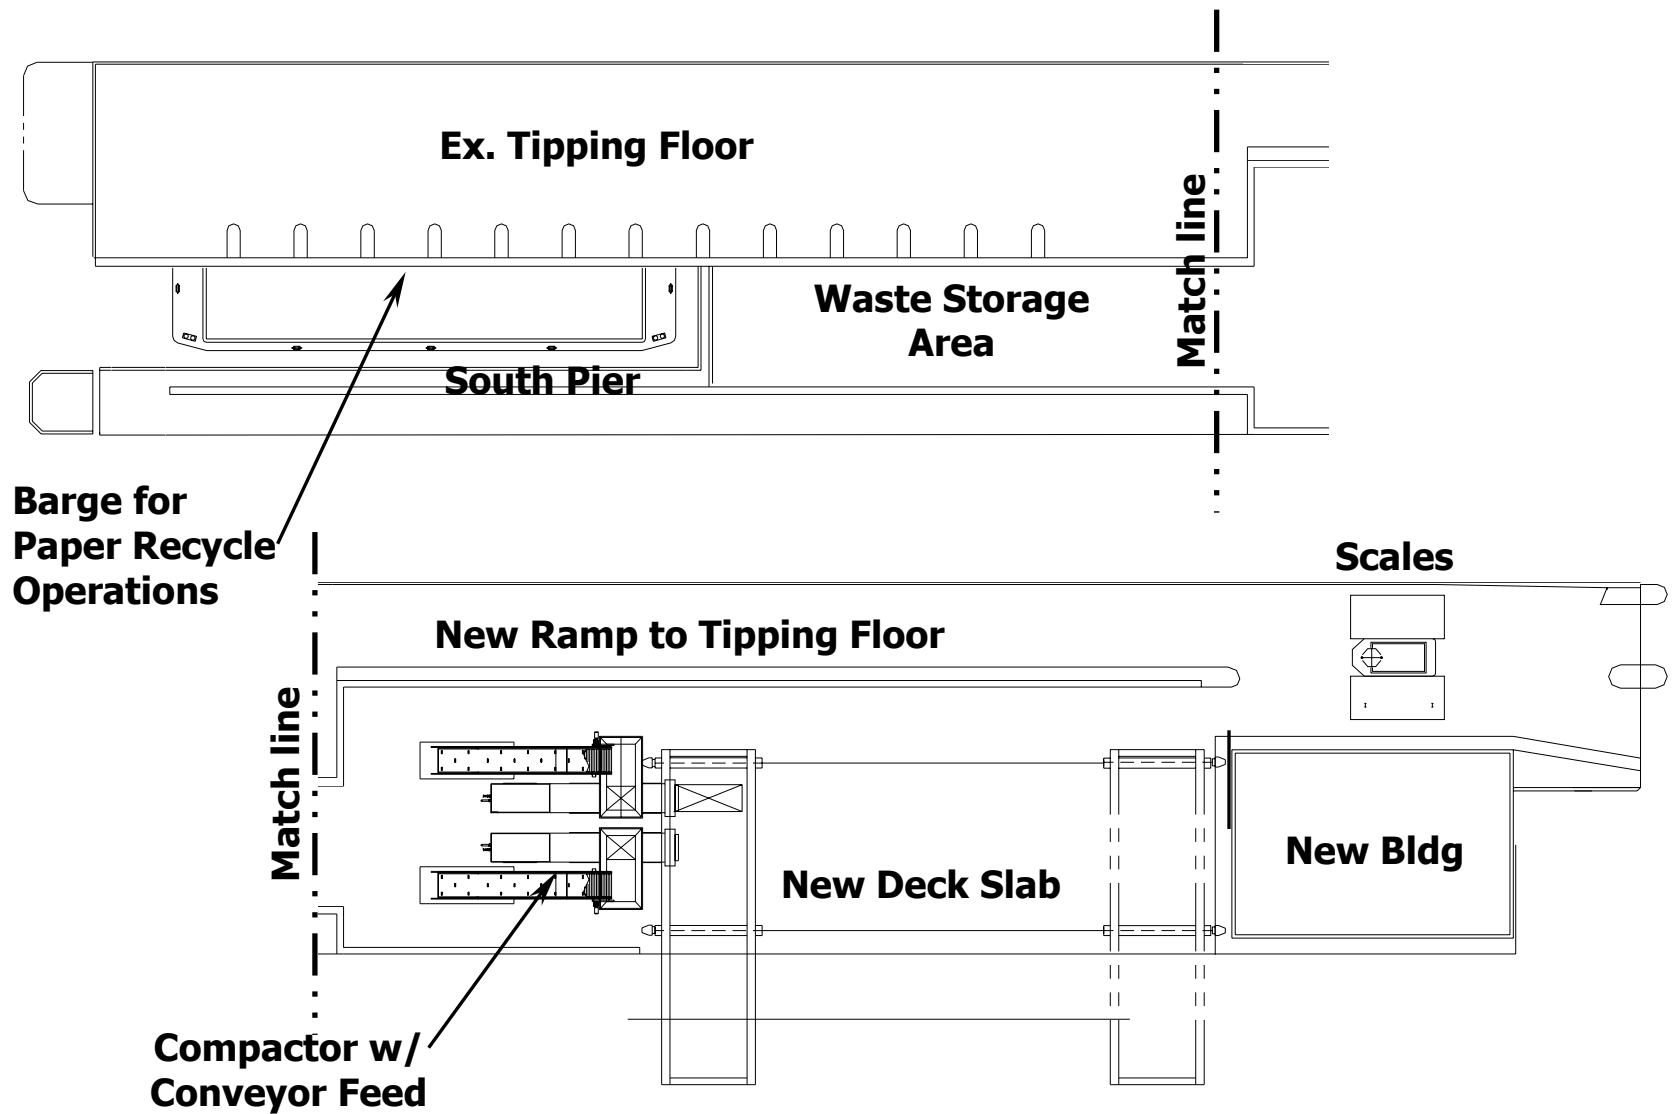 Ex. Tipping Floor
Match line
Waste Storage
Area
South Pier
Barge for
Paper Recycle
Operations
Scales
New Ramp to Tipping Floor
Match line
New Bldg
New Deck Slab
Compactor w/
Conveyor Feed